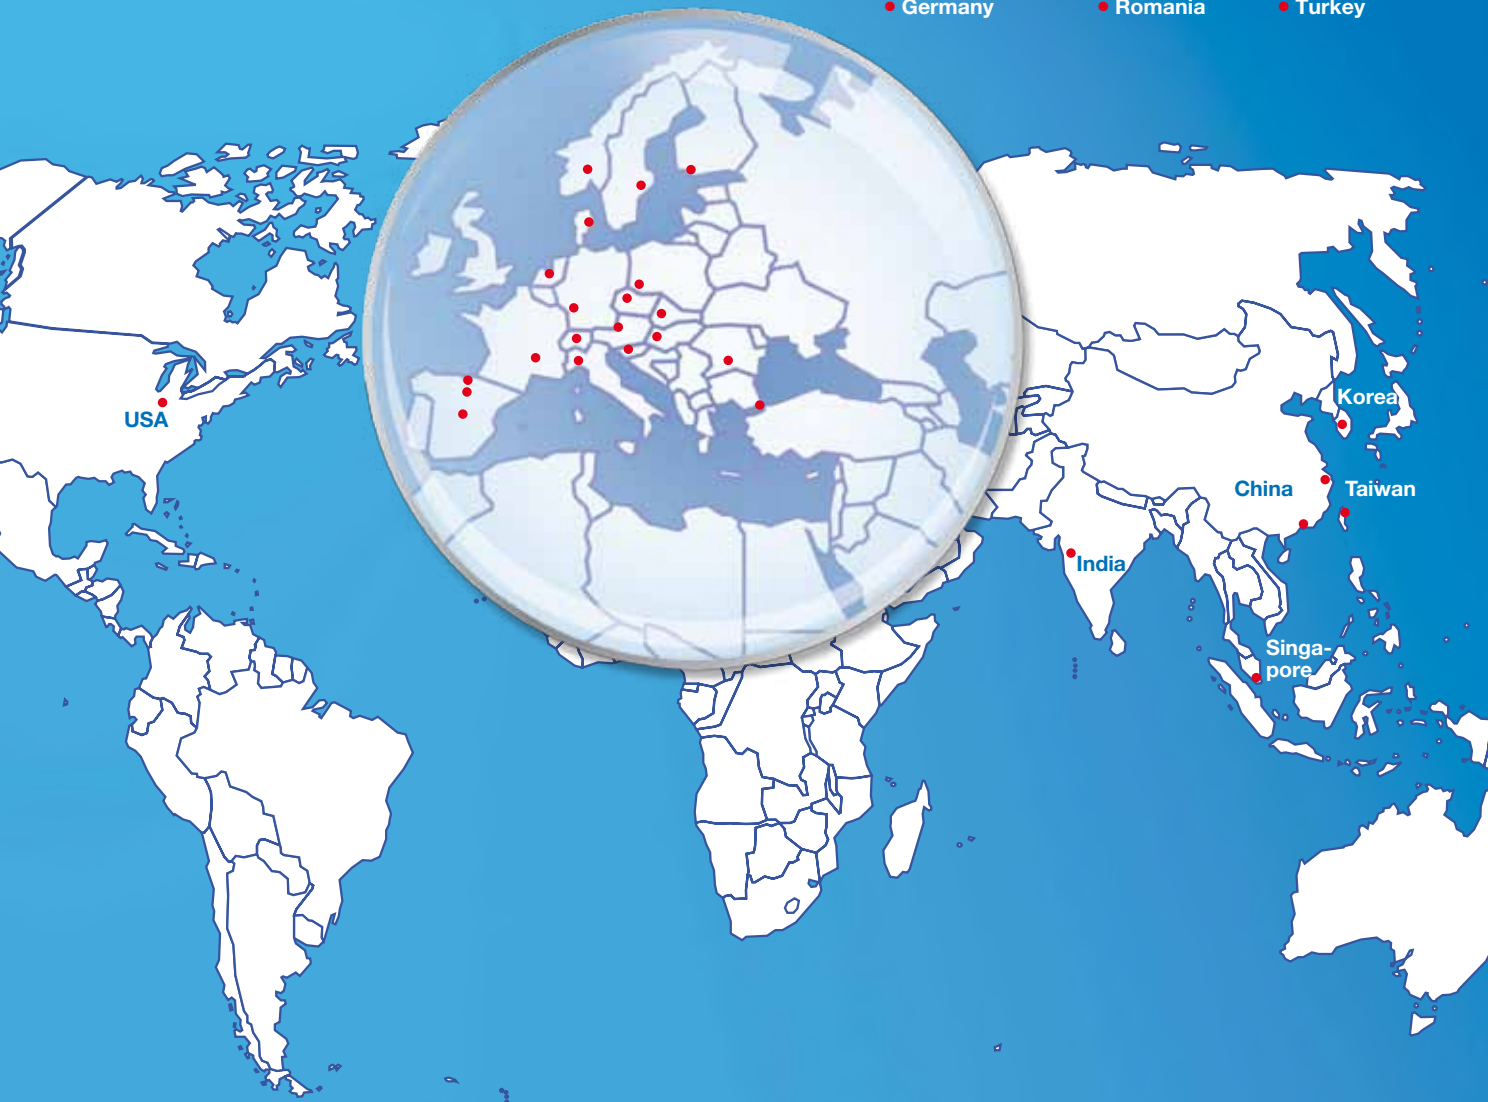 Germany
Romania
Turkey
Korea
USA
China
Taiwan
India
Singa-
pore